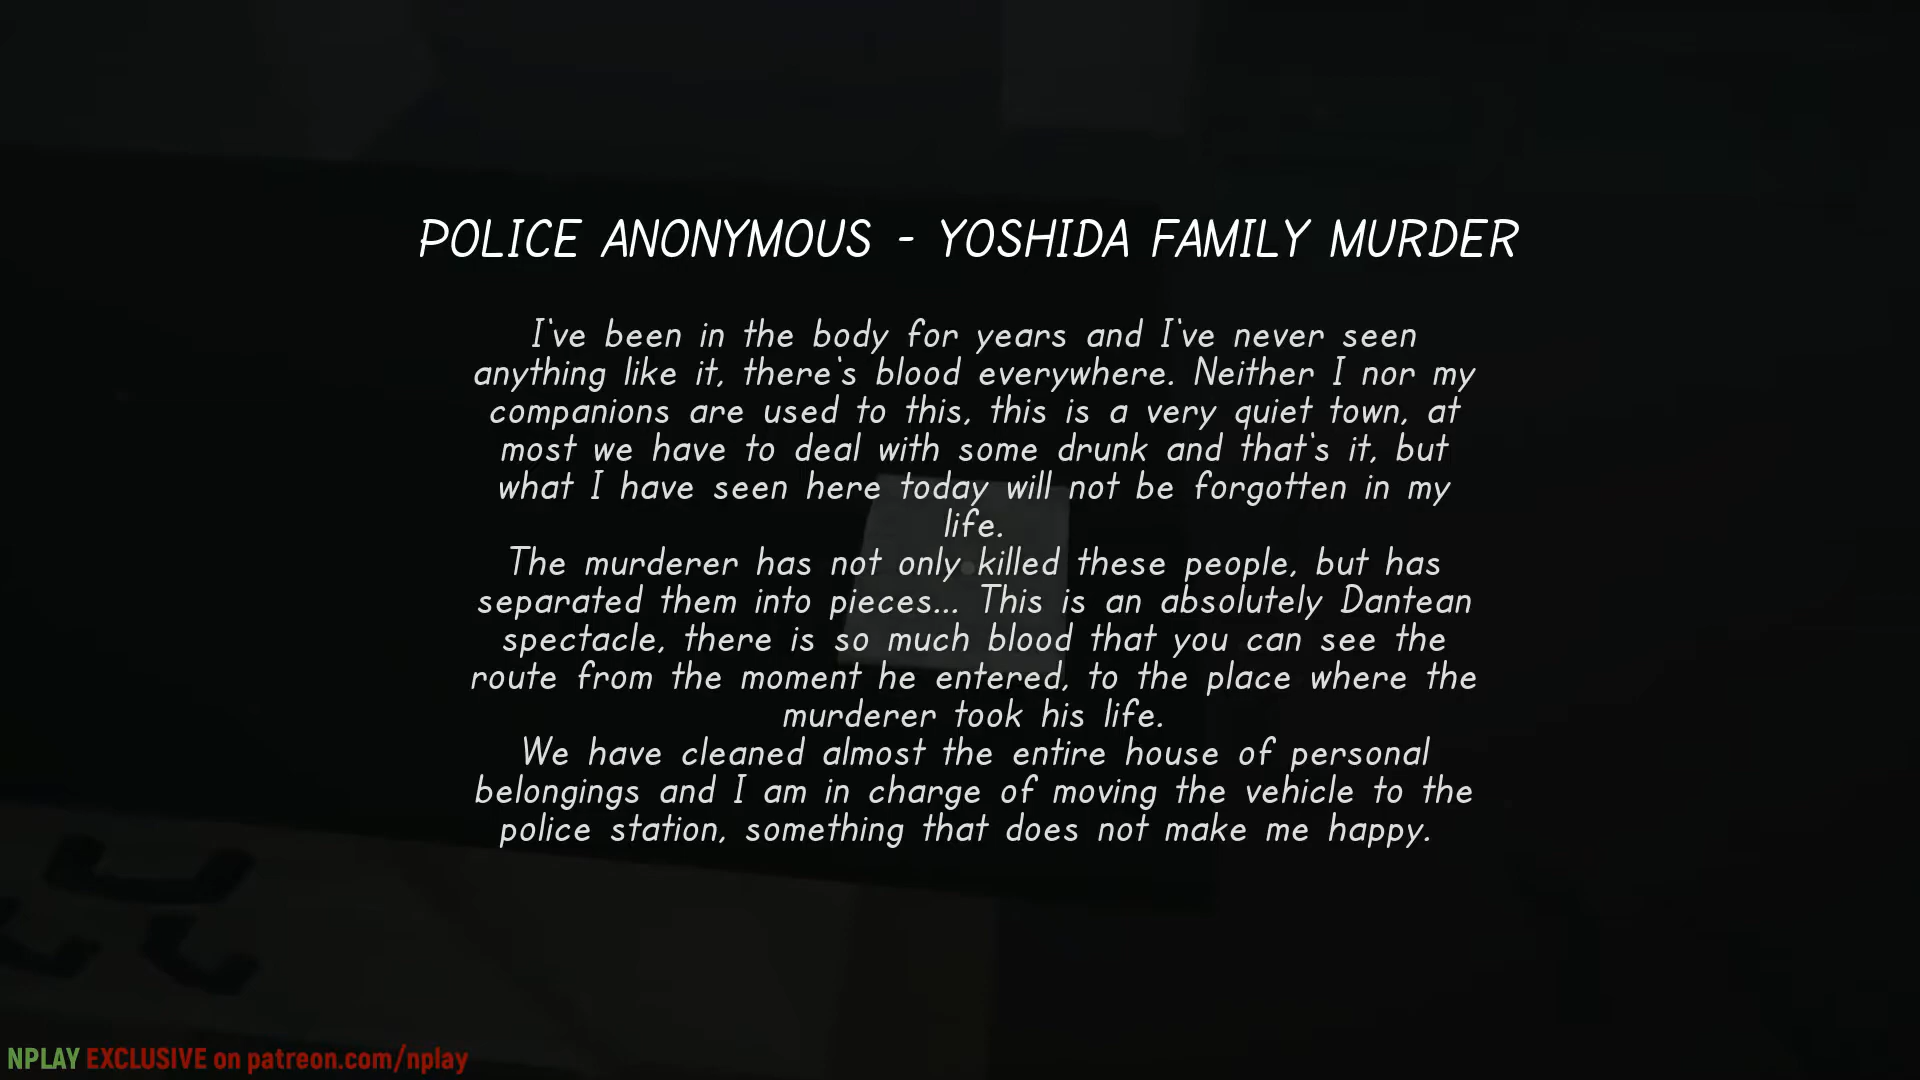 POLICE ANONYMOUS - YOSHIDA FAMILY MURDER
I've been in the body for years and I've never seen
anything like it, there's blood everywhere. Neither I nor my
companions are used to this, this is a very quiet town, at
most we have to deal with some drunk and that's it, but
what I have seen here today will not be forgotten in my
life.
The murderer has not only killed these people, but has
separated them into pieces... This is an absolutely Dantean
spectacle, there is so much blood that you can see the
route from the moment he entered, to the place where the
murderer took his life.
We have cleaned almost the entire house of personal
belongings and I am in charge of moving the vehicle to the
police station, something that does not make me happy.
NPLAY EXCLUSIVE on patreon.com/nplay